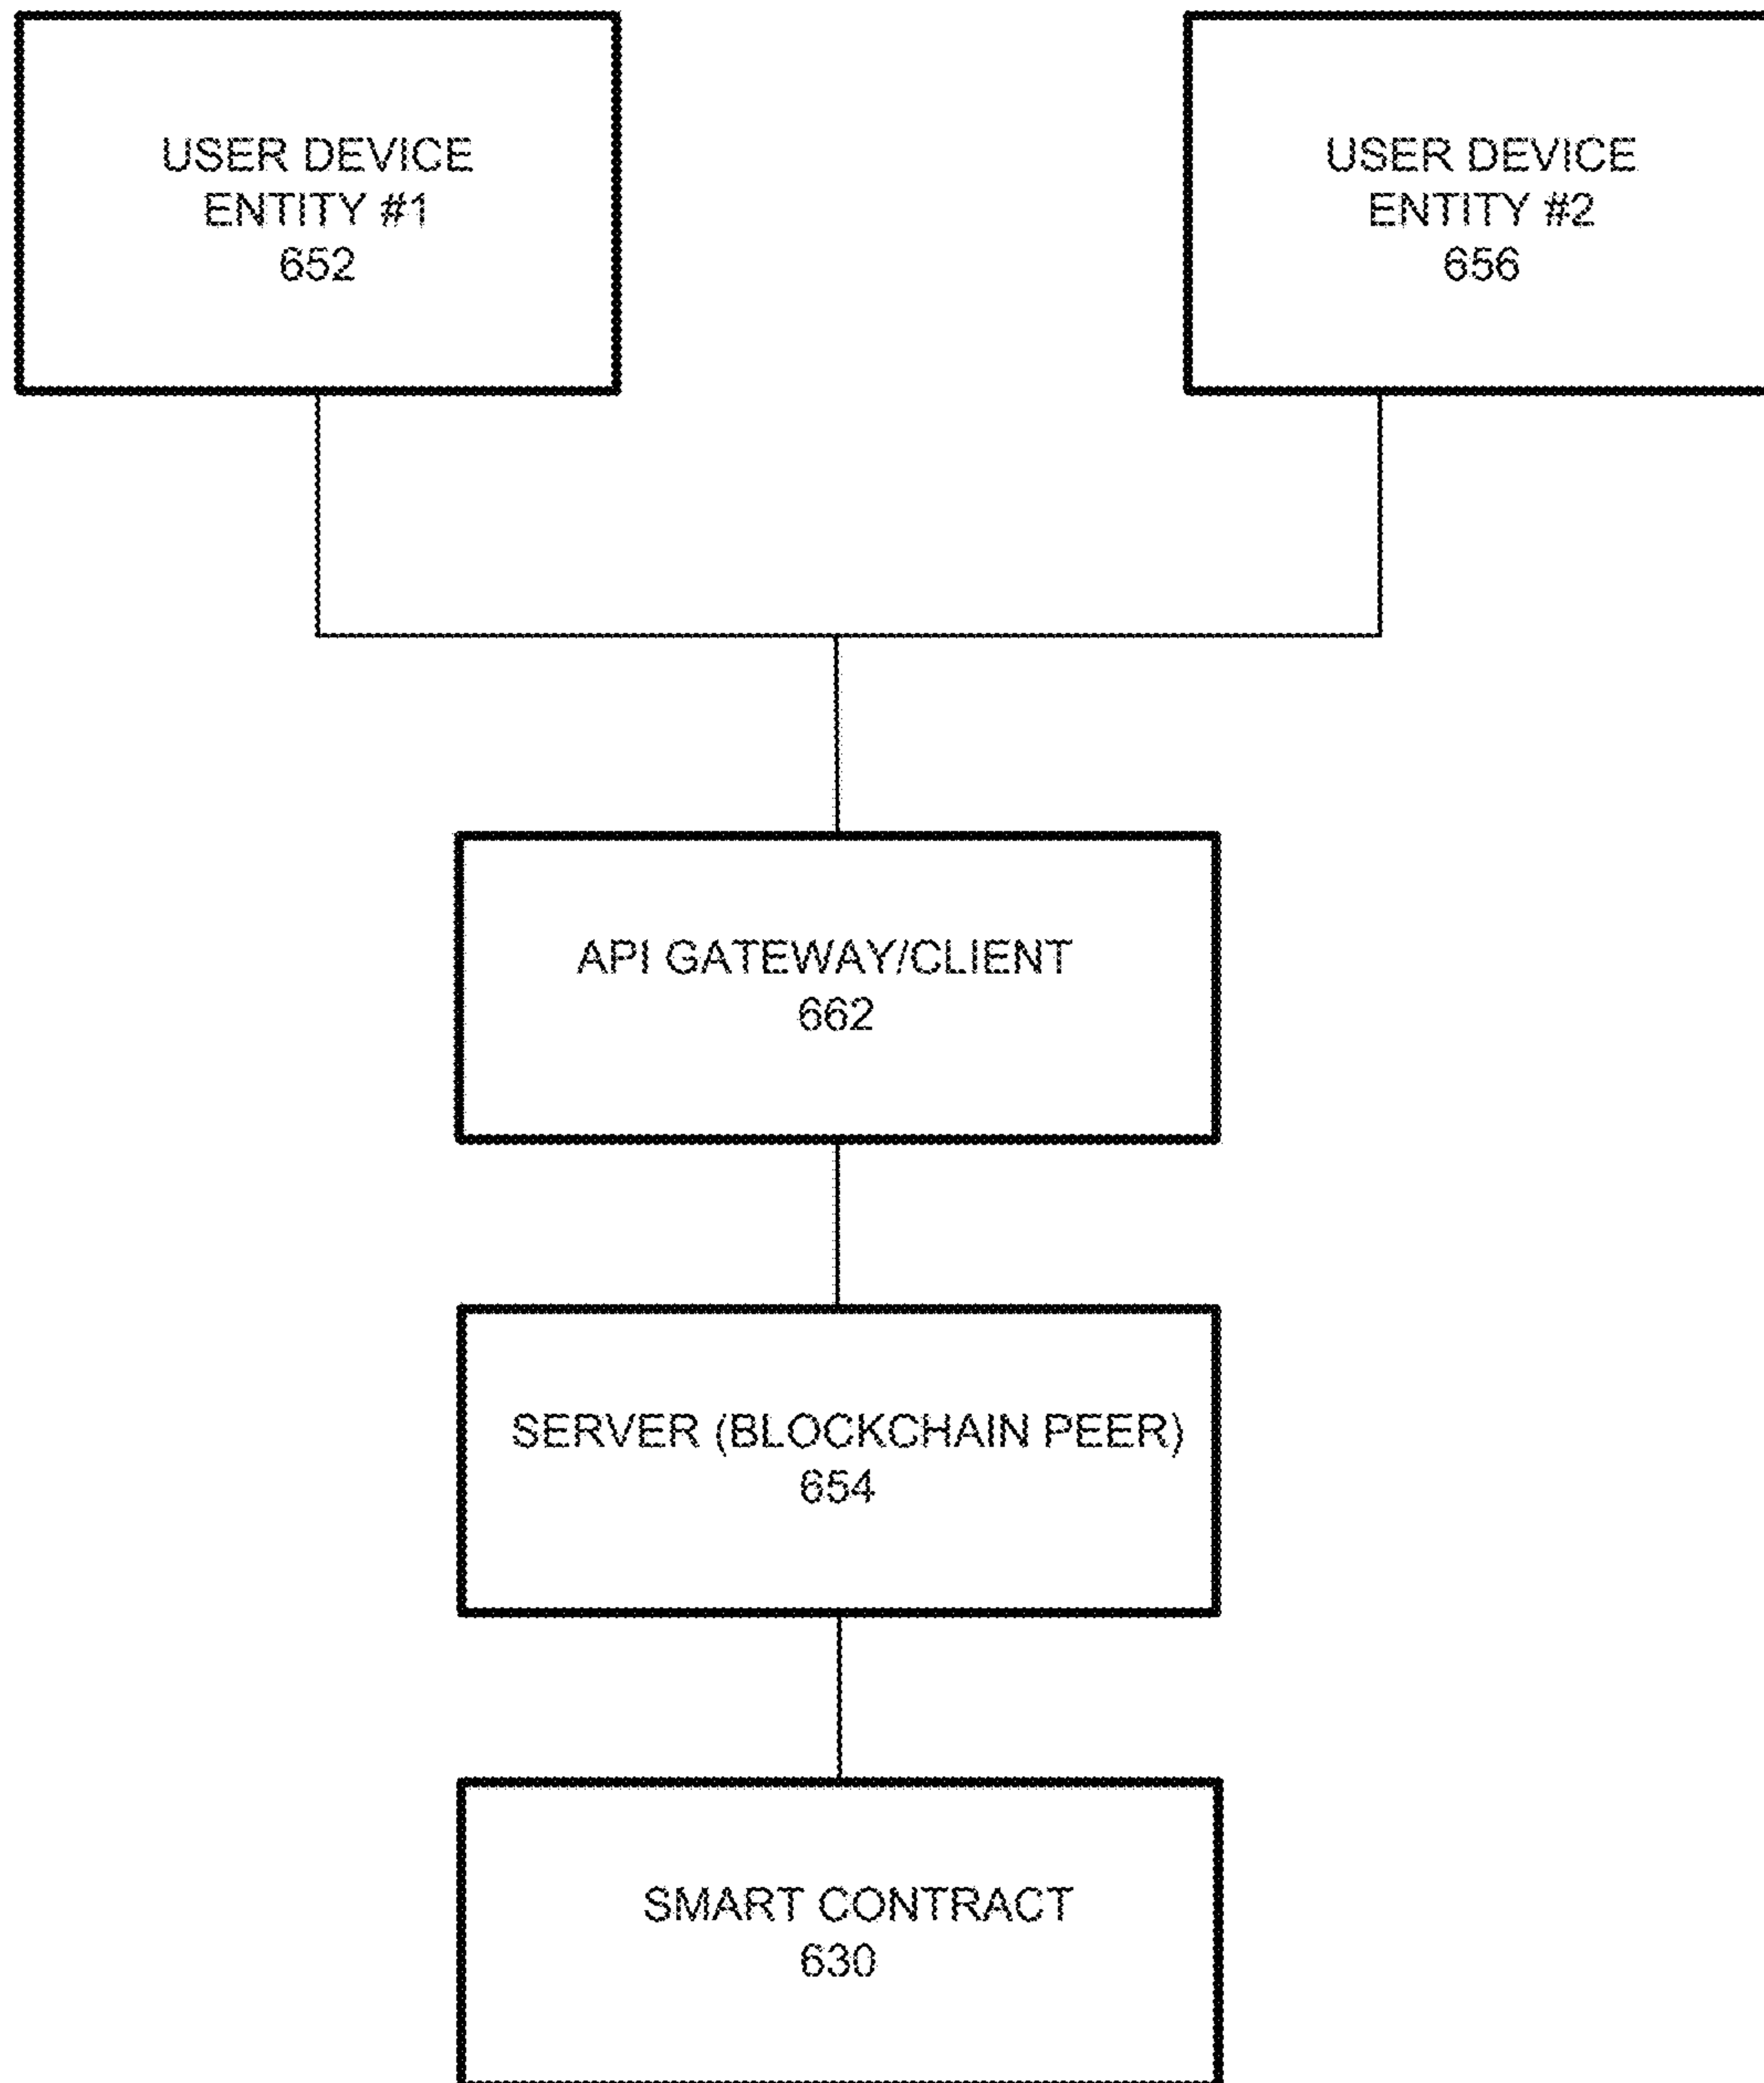 USER DEVICE
ENTITY #1
652
USER DEVICE
ENTITY #2
656
API GATEWAY/CLIENT
662
SERVER (BLOCKCHAIN PEER)
654
SMART CONTRACT
630